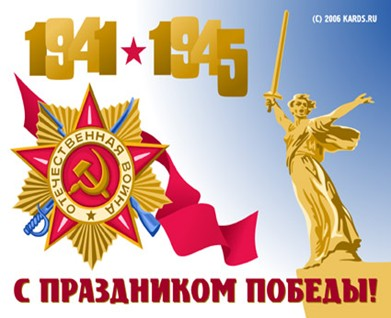 (C) 2006 KARDS.RU
1941 ★ 1945
ОТЕЧЕСТВЕННАЯ ВОЙНА
С ПРАЗДНИКОМ ПОБЕДЫ!